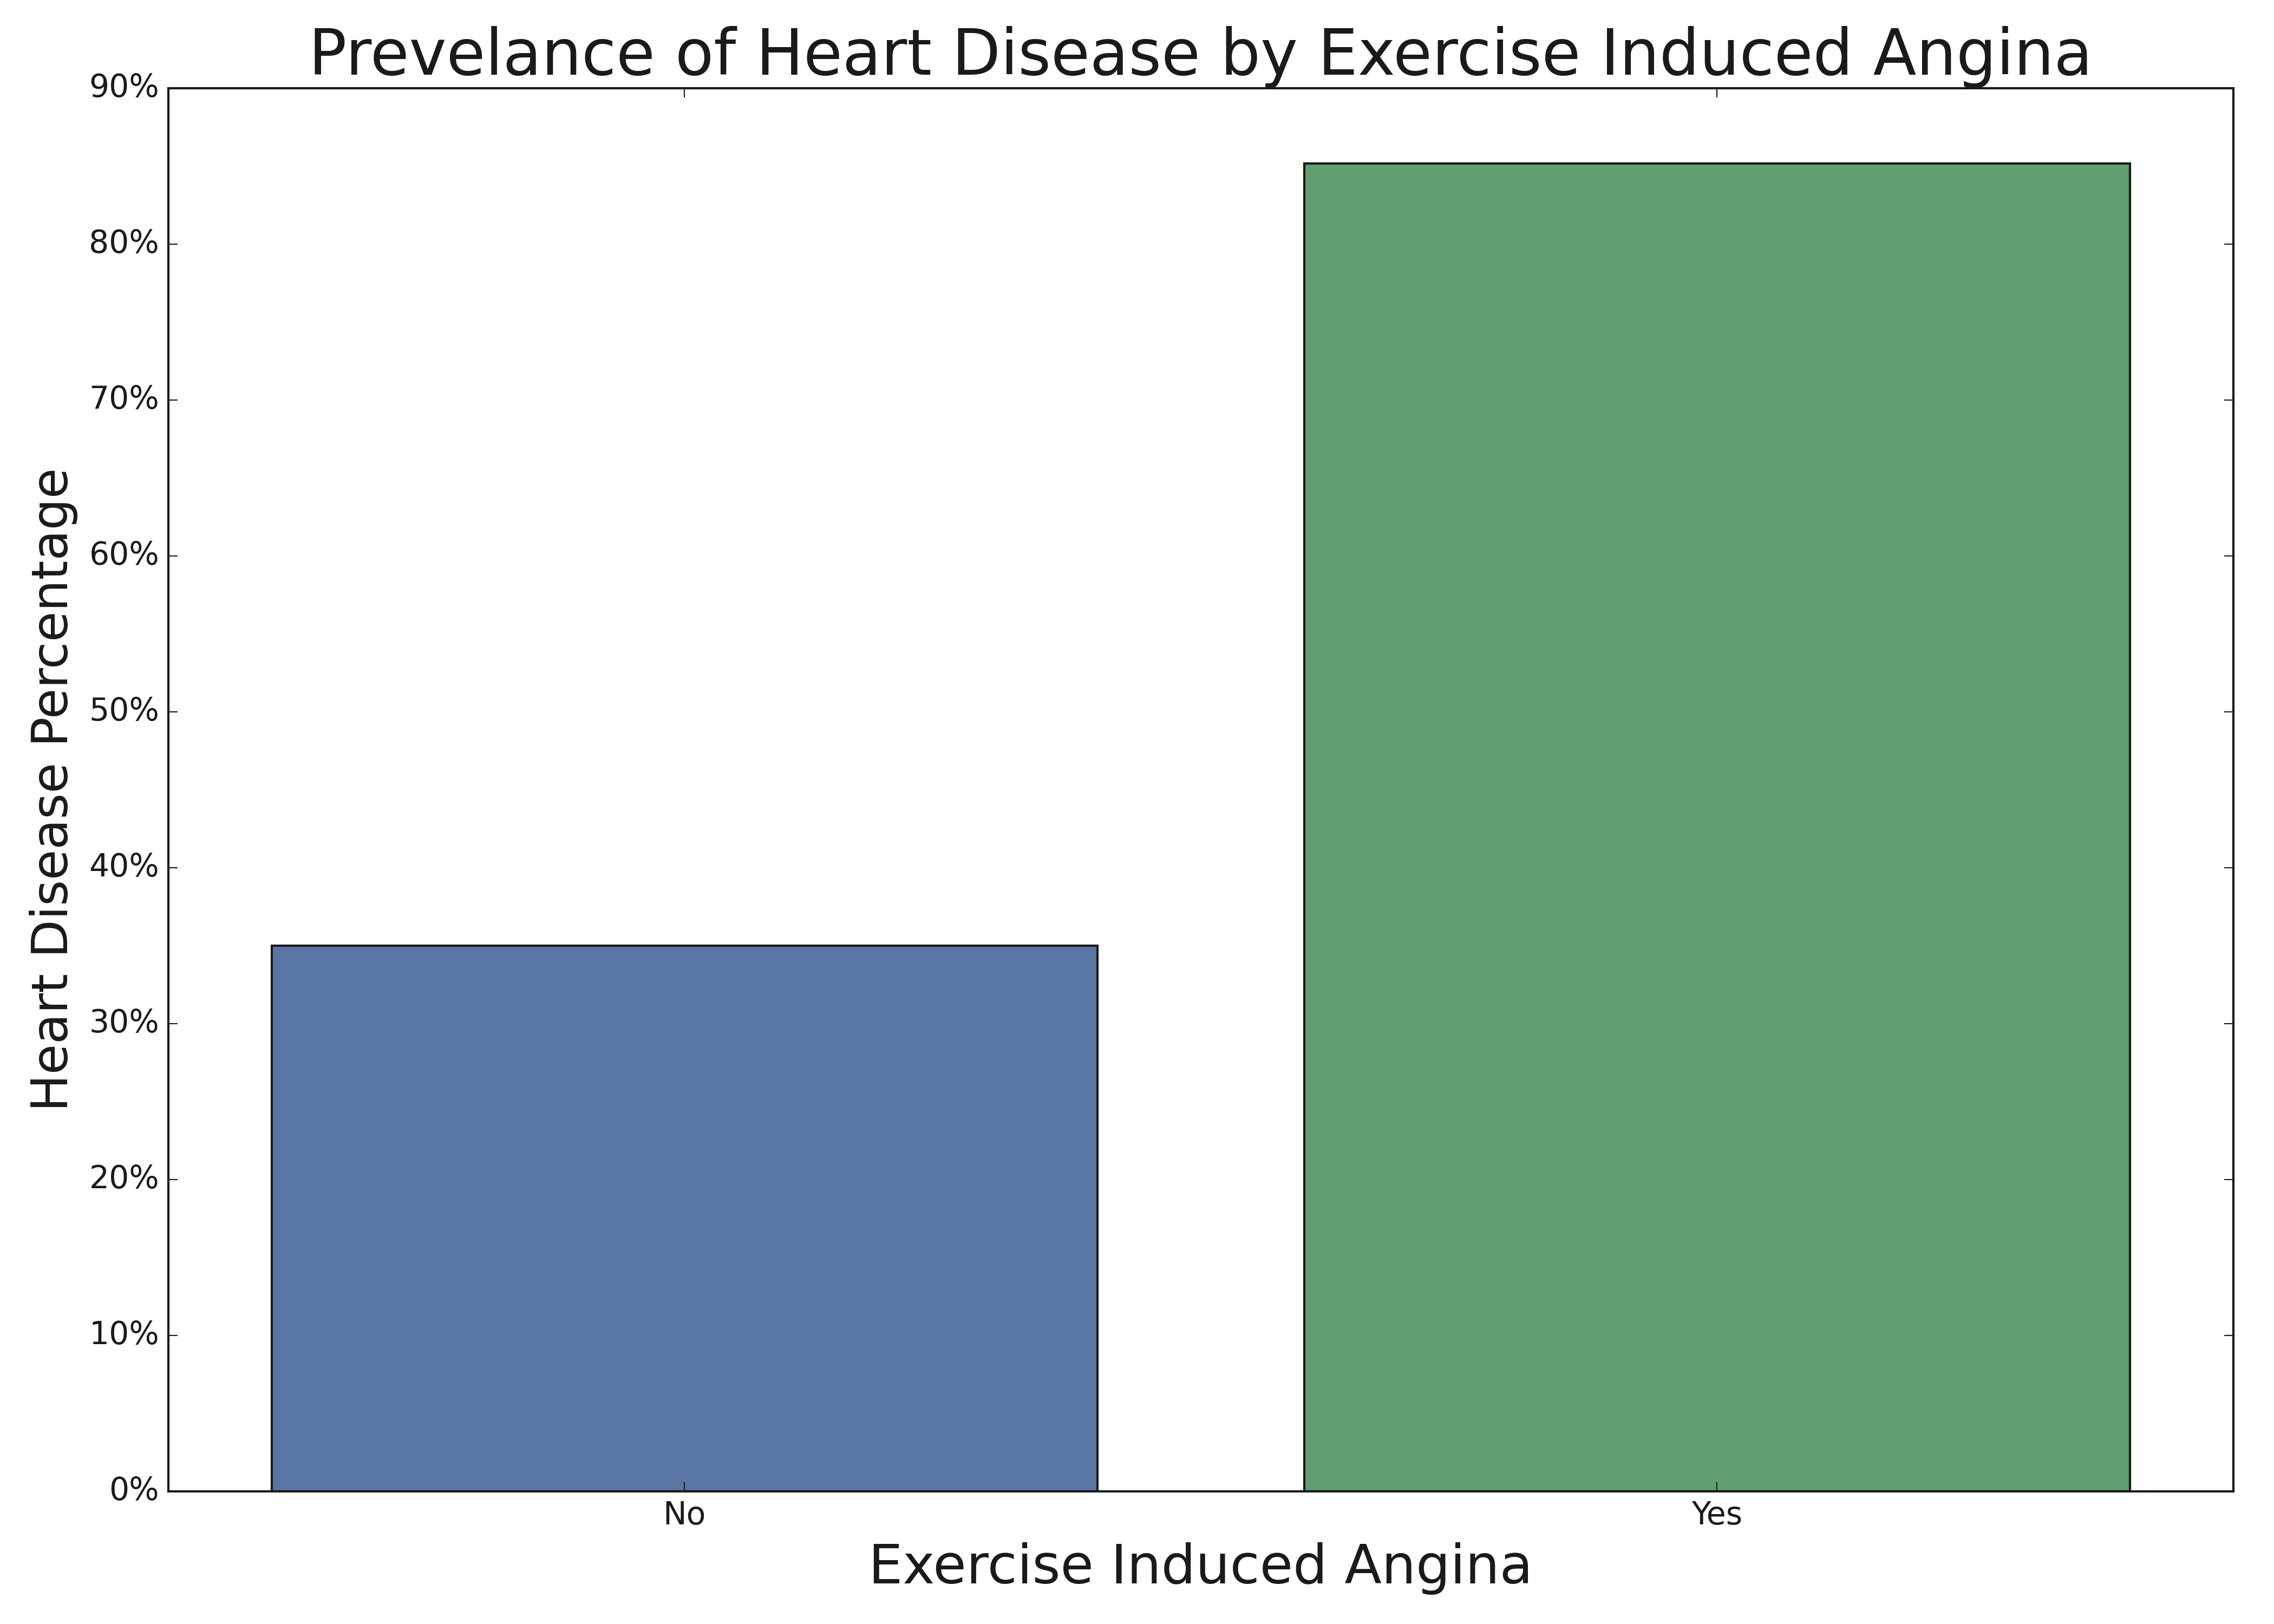 Prevelance of Heart Disease by Exercise Induced Angina
90%
80%
70%
60%
50%
40%
30%
20%
10%
0%
Heart Disease Percentage
No
Yes
Exercise Induced Angina